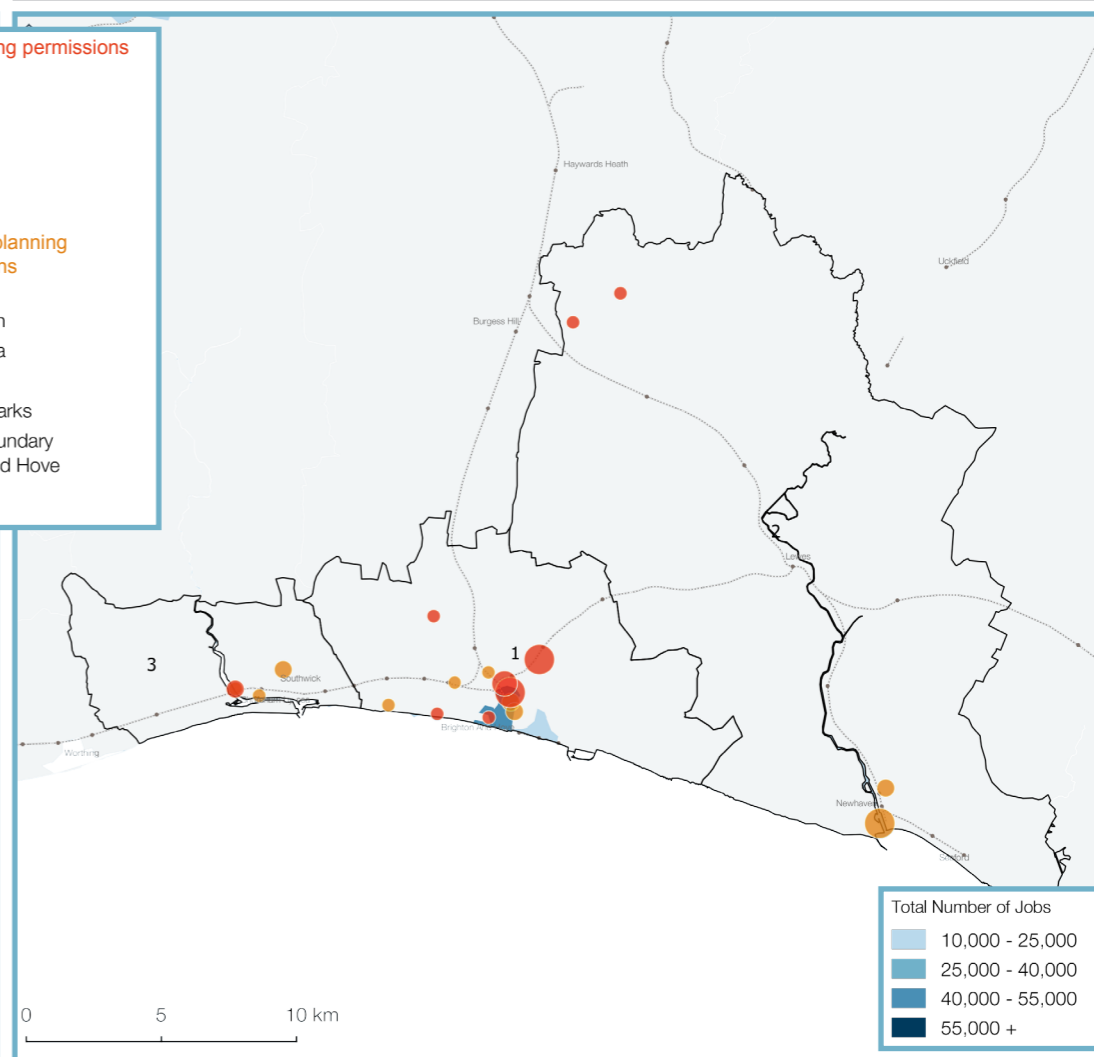 ng permissions
planning
ns
n
a
arks
undary
d Hove
Haywards Heath
Uckfield
Burgess Hill
2
Lewes
1
3
Southwick
Brighton And
Worthing
Newhaven
Seaford
Total Number of Jobs
10,000 - 25,000
25,000 - 40,000
40,000 - 55,000
55,000 +
0 5 10 km